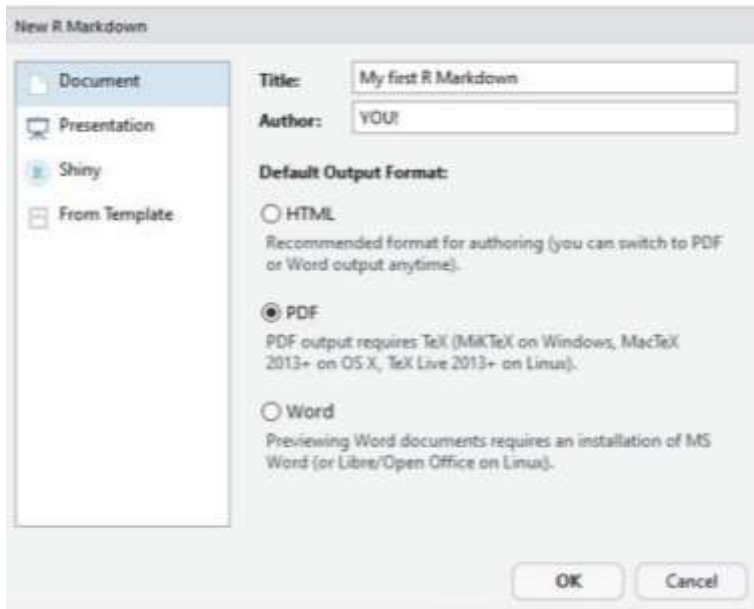 New R Markdown
Document
Presentation
Shiny
From Template
Title: My first R Markdown
Author: YOU!
Default Output Format:
HTML
Recommended format for authoring (you can switch to PDF
or Word output anytime).
PDF
PDF output requires TeX (MiKTeX on Windows, MacTeX
2013+ on OS X, TeX Live 2013+ on Linux).
Word
Previewing Word documents requires an installation of MS
Word (or Libre/Open Office on Linux).
OK Cancel